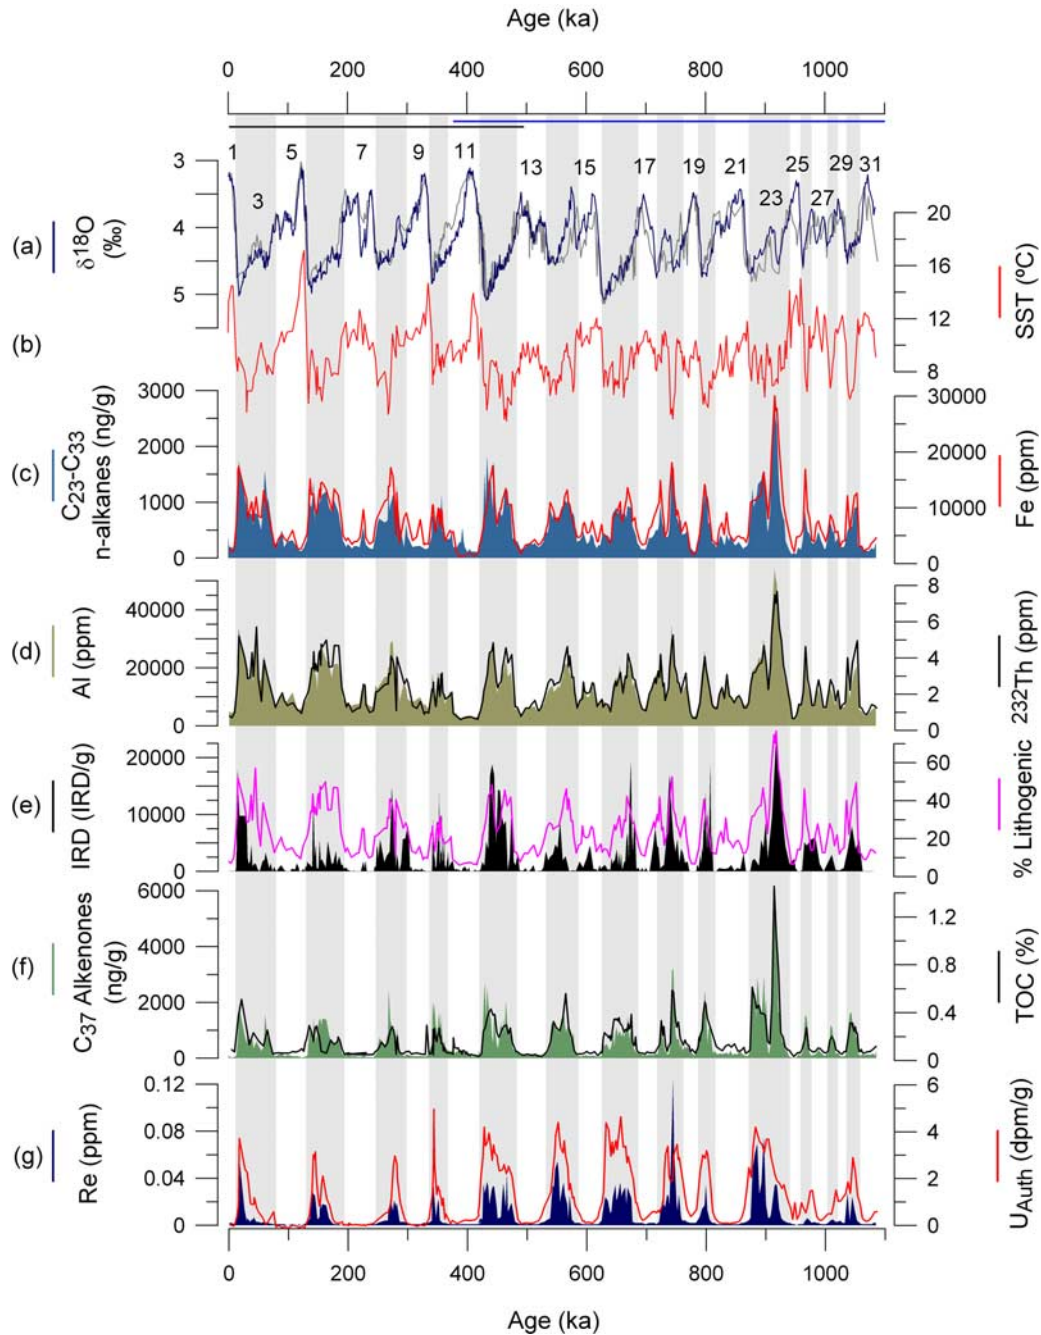 Age (ka)
0 200 400 600 800 1000
1 3 5 7 9 11 13 15 17 19 21 23 25 27 29 31
(a)
δ18O
(‰)
3
4
5
20
16
12
8
SST (ºC)
(b)
(c)
C23-C33
n-alkanes (ng/g)
3000
2000
1000
0
30000
20000
10000
0
Fe (ppm)
(d)
Al (ppm)
40000
20000
0
8
6
4
2
0
232Th (ppm)
(e)
IRD (IRD/g)
20000
10000
0
60
40
20
0
% Lithogenic
(f)
C37 Alkenones
(ng/g)
6000
4000
2000
0
1.2
0.8
0.4
0
TOC (%)
(g)
Re (ppm)
0.12
0.08
0.04
0
6
4
2
0
UAuth (dpm/g)
0 200 400 600 800 1000
Age (ka)